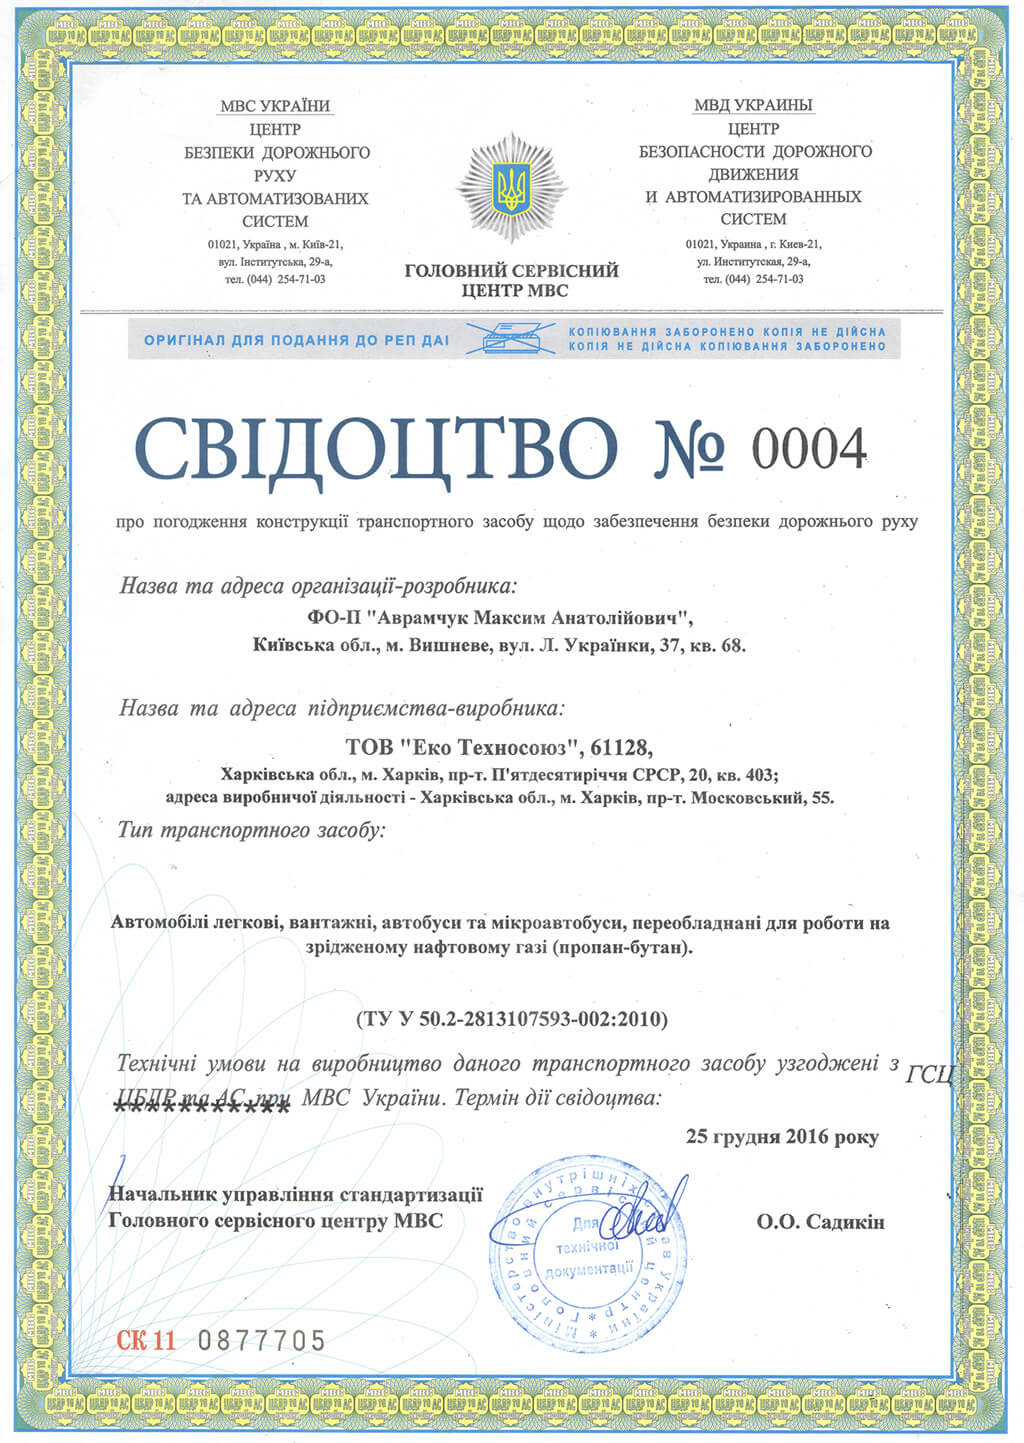 МВС УКРАЇНИ
ЦЕНТР
БЕЗПЕКИ ДОРОЖНЬОГО
РУХУ
ТА АВТОМАТИЗОВАНИХ
СИСТЕМ
01021, Україна , м. Київ-21,
вул. Інститутська, 29-а,
тел. (044) 254-71-03
ГОЛОВНИЙ СЕРВІСНИЙ
ЦЕНТР МВС
МВД УКРАИНЫ
ЦЕНТР
БЕЗОПАСНОСТИ ДОРОЖНОГО
ДВИЖЕНИЯ
И АВТОМАТИЗИРОВАННЫХ
СИСТЕМ
01021, Украина , г. Киев-21,
ул. Институтская, 29-а,
тел. (044) 254-71-03
ОРИГІНАЛ ДЛЯ ПОДАННЯ ДО РЕП ДАІ
КОПІЮВАННЯ ЗАБОРОНЕНО КОПІЯ НЕ ДІЙСНА
КОПІЯ НЕ ДІЙСНА КОПІЮВАННЯ ЗАБОРОНЕНО
СВІДОЦТВО № 0004
про погодження конструкції транспортного засобу щодо забезпечення безпеки дорожнього руху
Назва та адреса організації-розробника:
ФО-П "Аврамчук Максим Анатолійович",
Київська обл., м. Вишневе, вул. Л. Українки, 37, кв. 68.
Назва та адреса підприємства-виробника:
ТОВ "Еко Техносоюз", 61128,
Харківська обл., м. Харків, пр-т. П'ятдесятиріччя СРСР, 20, кв. 403;
адреса виробничої діяльності - Харківська обл., м. Харків, пр-т. Московський, 55.
Тип транспортного засобу:
Автомобілі легкові, вантажні, автобуси та мікроавтобуси, переобладнані для роботи на
зрідженому нафтовому газі (пропан-бутан).
(ТУ У 50.2-2813107593-002:2010)
Технічні умови на виробництво даного транспортного засобу узгоджені з ГСЦ
ЦБДР та АС при МВС України. Термін дії свідоцтва:
25 грудня 2016 року
Начальник управління стандартизації
Головного сервісного центру МВС
О.О. Садикін
Міністерство внутрішніх справ України
Головний сервісний центр
Для
технічної
документації
СК 11 0877705